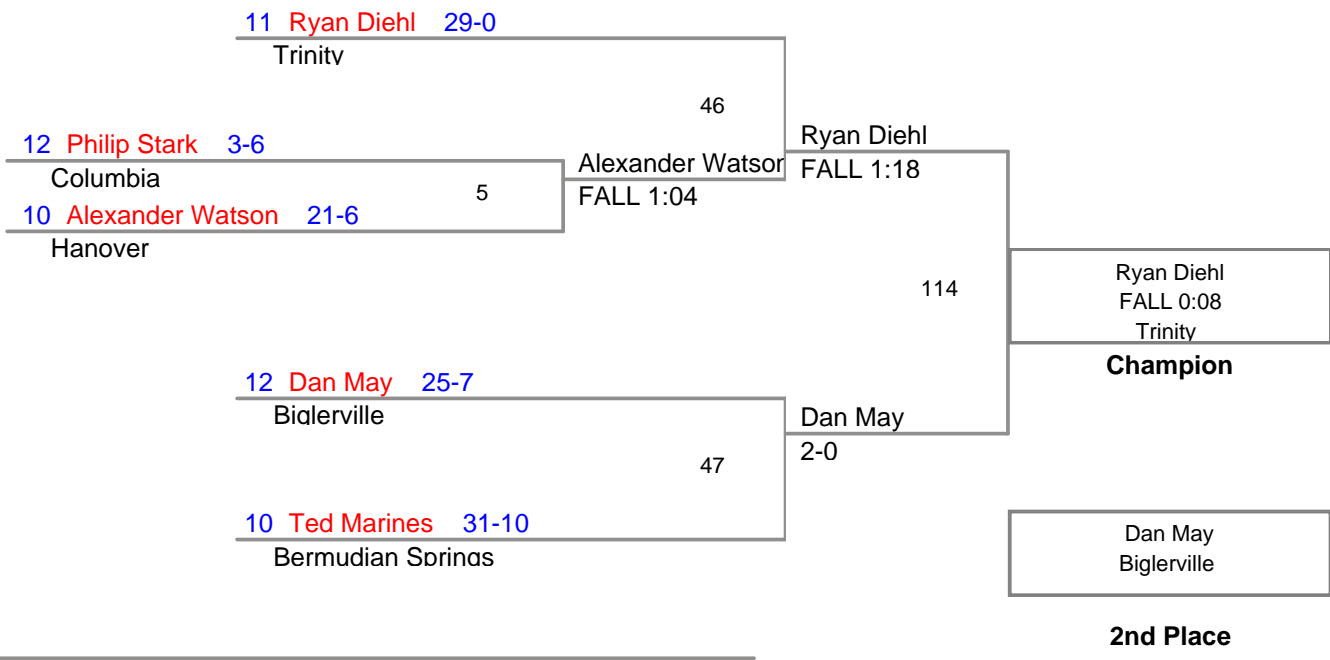 11 Ryan Diehl 29-0
Trinity
46
12 Philip Stark 3-6
Columbia
5
10 Alexander Watson 21-6
Hanover
Alexander Watson
FALL 1:04
Ryan Diehl
FALL 1:18
114
Ryan Diehl
FALL 0:08
Trinity
Champion
12 Dan May 25-7
Biglerville
47
Dan May
2-0
10 Ted Marines 31-10
Bermudian Springs
Dan May
Biglerville
2nd Place